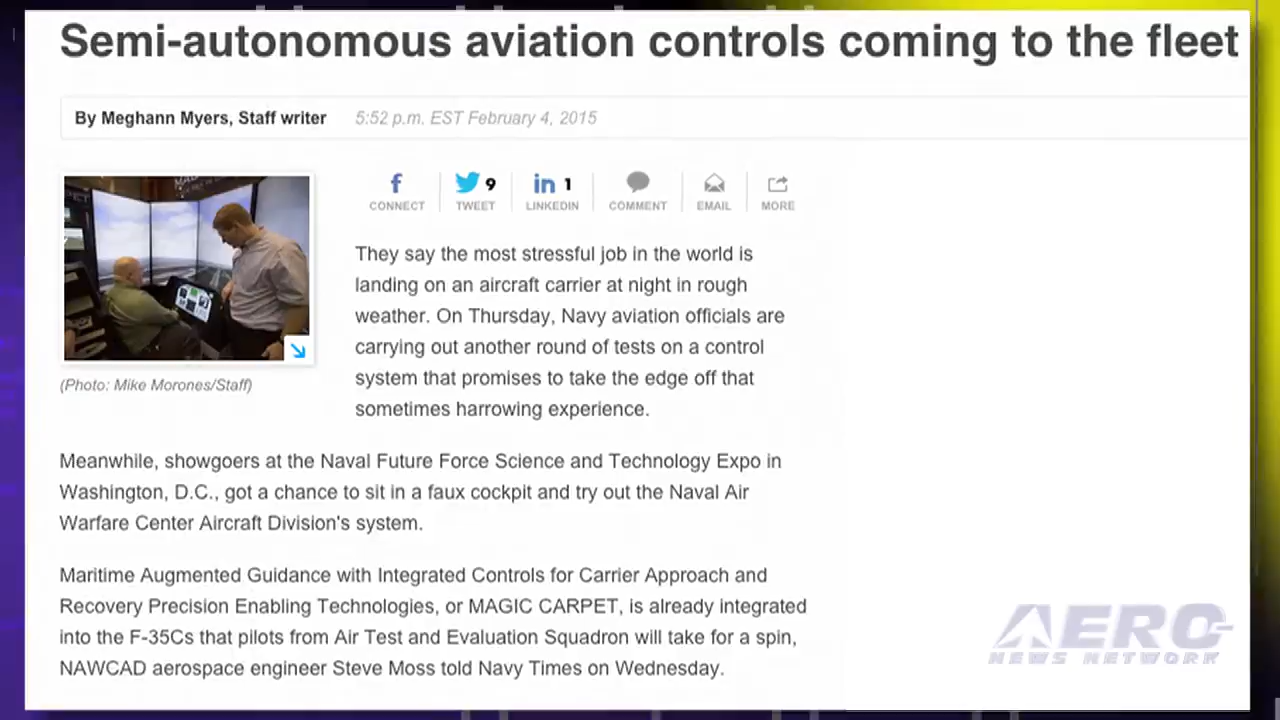 Semi-autonomous aviation controls coming to the fleet
By Meghann Myers, Staff writer 5:52 p.m. EST February 4, 2015
9 1
CONNECT TWEET LINKEDIN COMMENT EMAIL MORE
(Photo: Mike Morones/Staff)
They say the most stressful job in the world is
landing on an aircraft carrier at night in rough
weather. On Thursday, Navy aviation officials are
carrying out another round of tests on a control
system that promises to take the edge off that
sometimes harrowing experience.
Meanwhile, showgoers at the Naval Future Force Science and Technology Expo in
Washington, D.C., got a chance to sit in a faux cockpit and try out the Naval Air
Warfare Center Aircraft Division's system.
Maritime Augmented Guidance with Integrated Controls for Carrier Approach and
Recovery Precision Enabling Technologies, or MAGIC CARPET, is already integrated
into the F-35Cs that pilots from Air Test and Evaluation Squadron will take for a spin,
NAWCAD aerospace engineer Steve Moss told Navy Times on Wednesday.
AERO
NEWS NETWORK